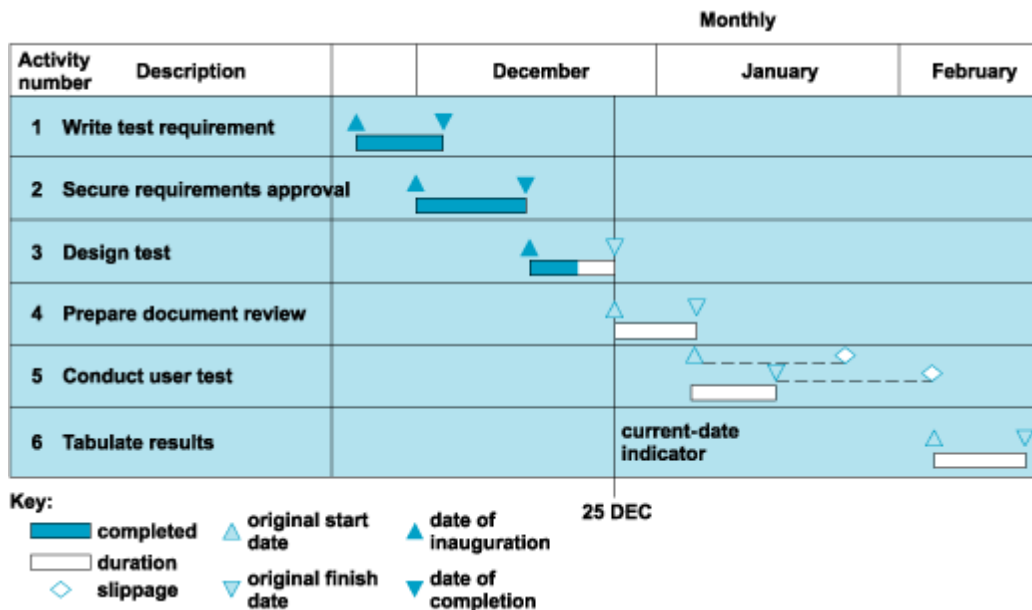 Monthly
Activity number Description December January February
1 Write test requirement
2 Secure requirements approval
3 Design test
4 Prepare document review
5 Conduct user test
6 Tabulate results
current-date
indicator
25 DEC
Key:
completed
duration
slippage
original start
date
original finish
date
date of
inauguration
date of
completion